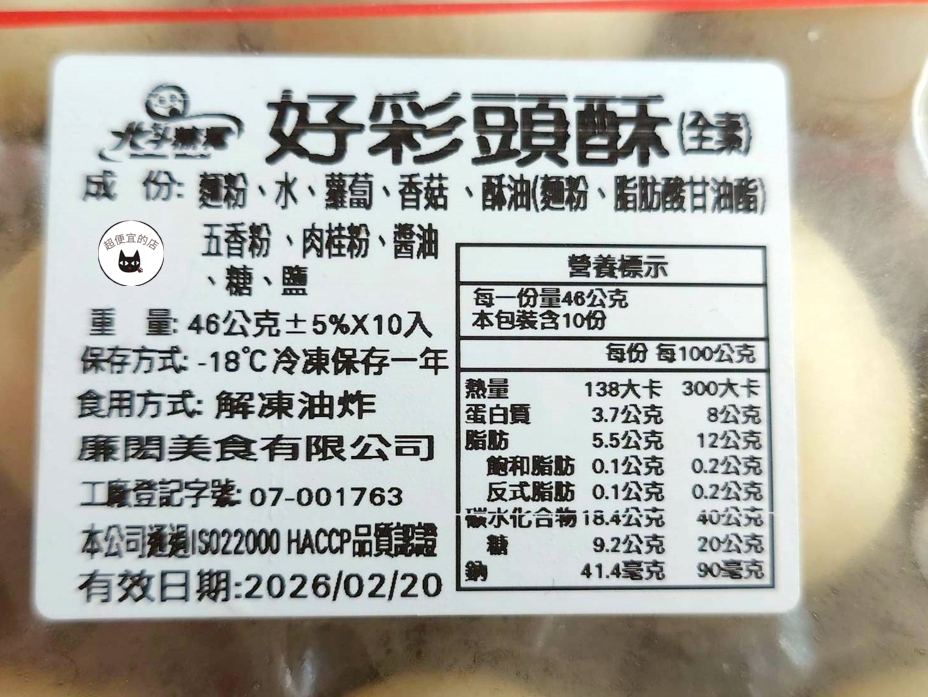 北斗麻糬
好彩頭酥(全素)
成 份: 麵粉、水、蘿蔔、香菇、酥油(麵粉、脂肪酸甘油酯)
五香粉、肉桂粉、醬油
、糖、鹽
超便宜的店
重 量: 46公克±5%X10入
保存方式: -18℃冷凍保存一年
食用方式: 解凍油炸
廉閎美食有限公司
工廠登記字號: 07-001763
本公司通過ISO22000 HACCP品質認證
有效日期:2026/02/20
營養標示
每一份量46公克
本包裝含10份
每份 每100公克
熱量 138大卡 300大卡
蛋白質 3.7公克 8公克
脂肪 5.5公克 12公克
飽和脂肪 0.1公克 0.2公克
反式脂肪 0.1公克 0.2公克
碳水化合物 18.4公克 40公克
糖 9.2公克 20公克
鈉 41.4毫克 90毫克